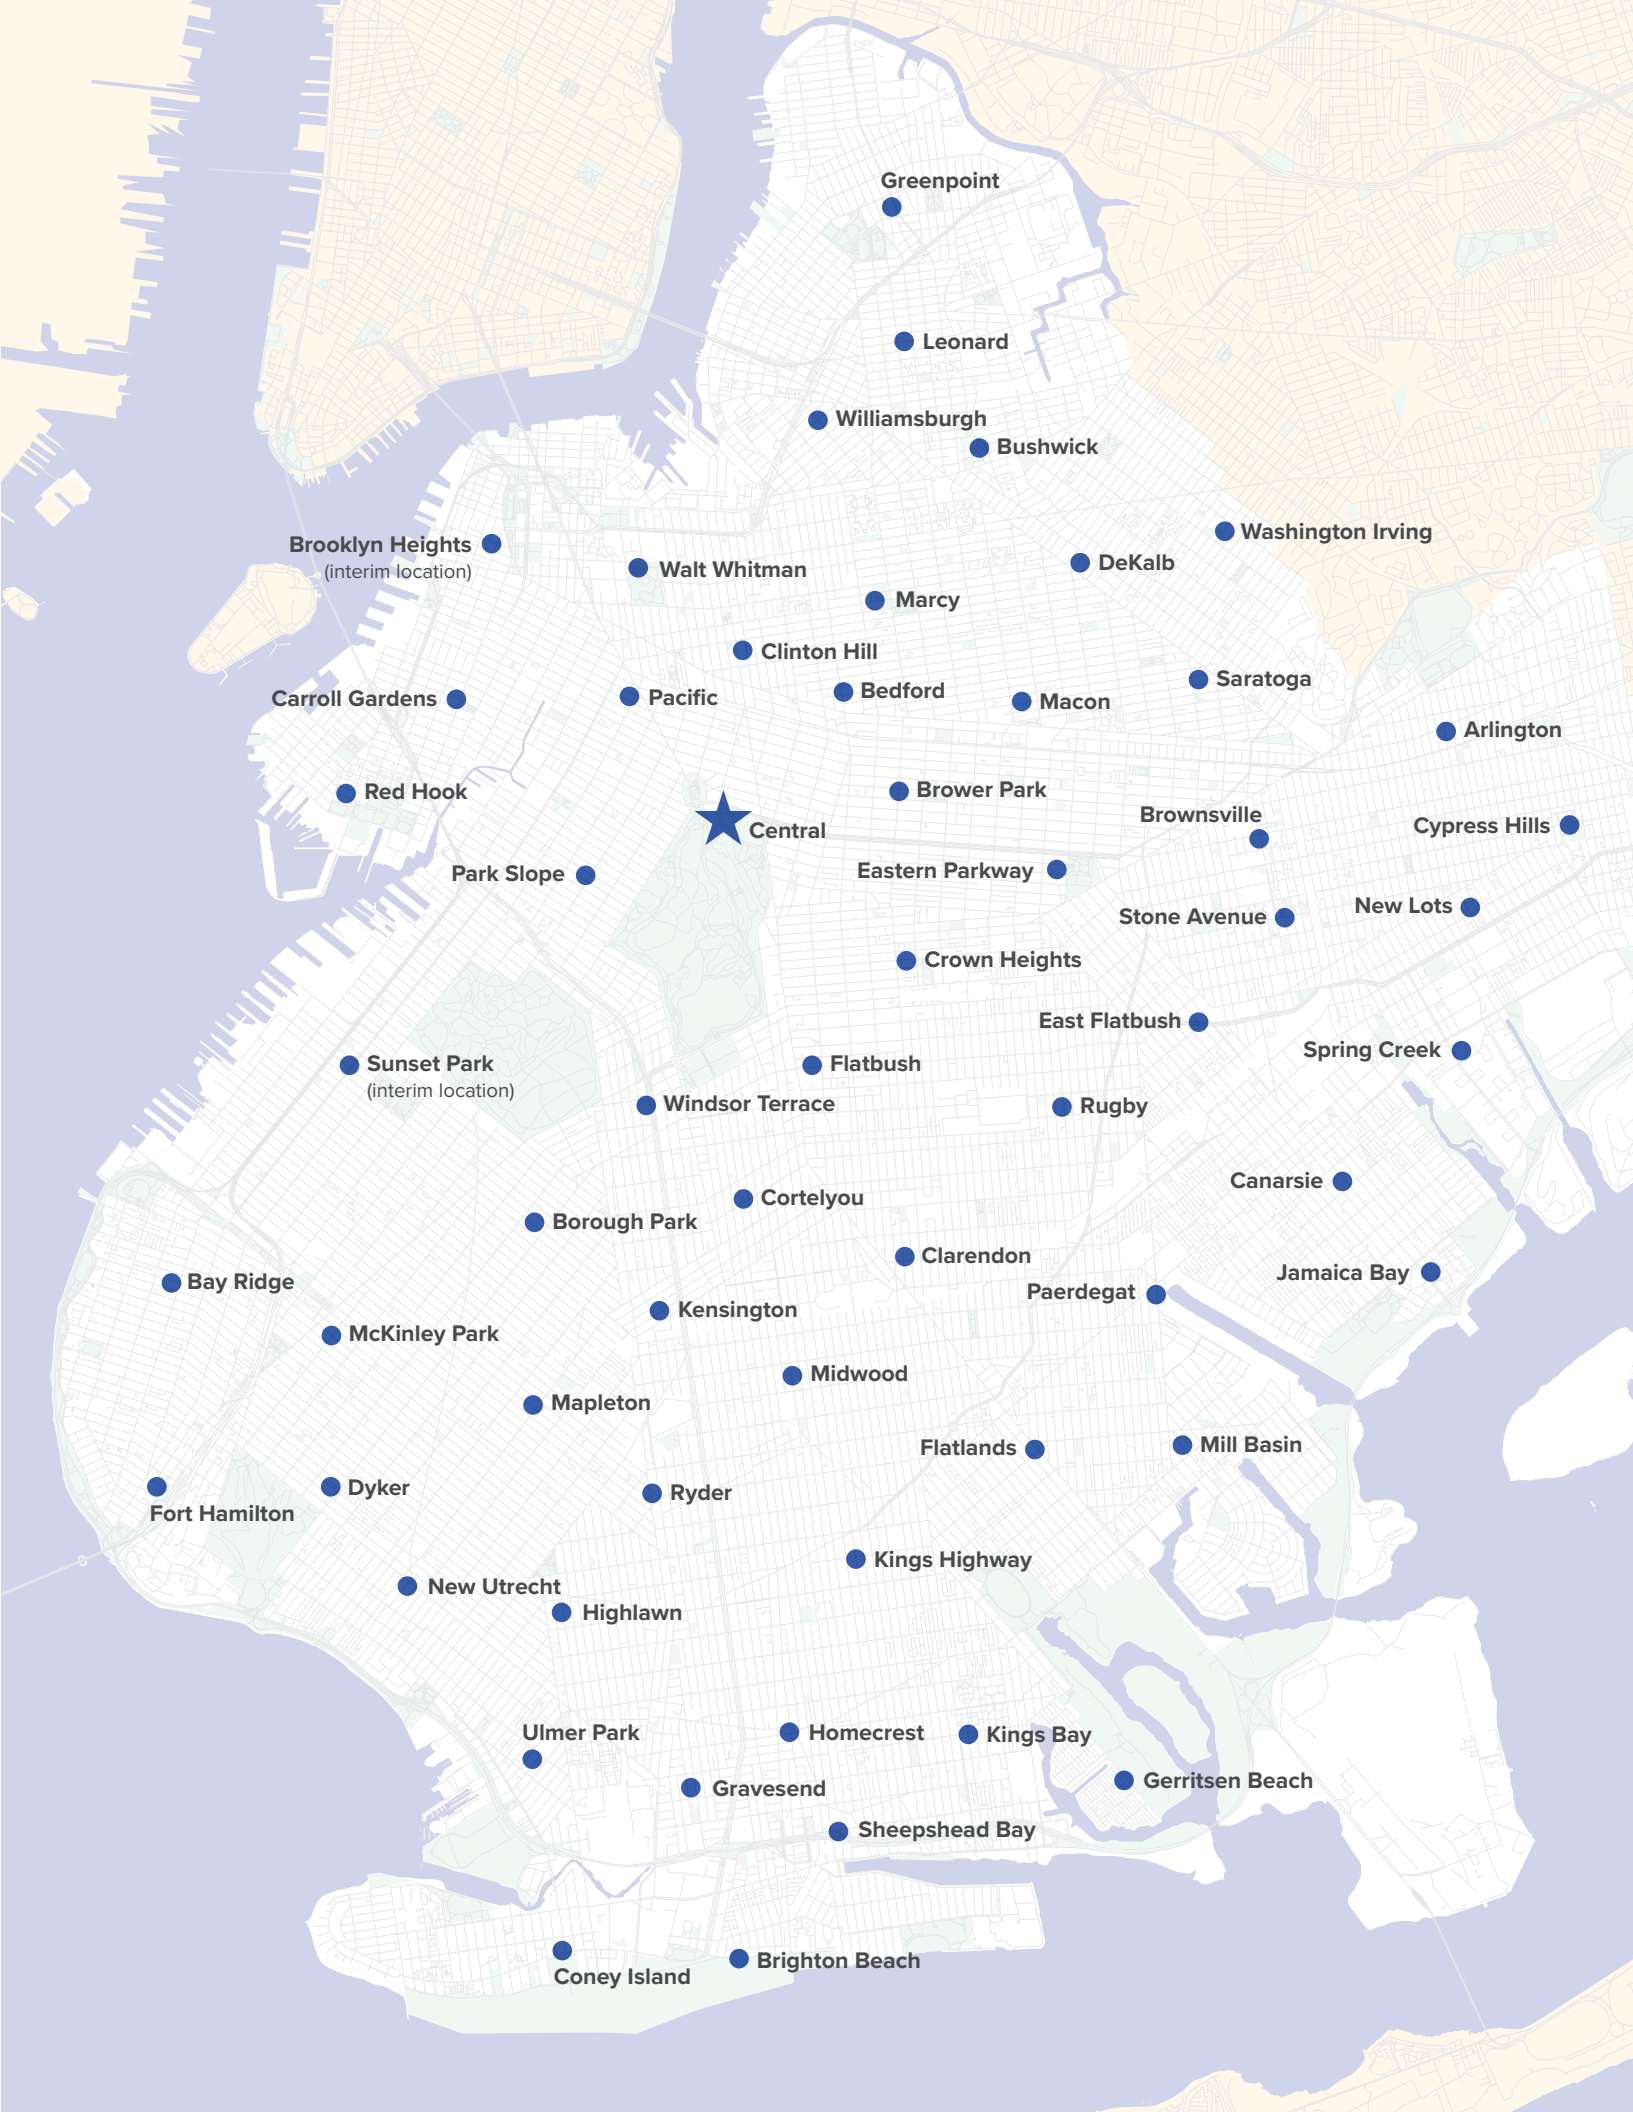 Greenpoint
Leonard
Williamsburgh
Bushwick
Washington Irving
Brooklyn Heights
(interim location)
Walt Whitman
DeKalb
Marcy
Clinton Hill
Saratoga
Carroll Gardens
Pacific
Bedford
Macon
Arlington
Red Hook
Brower Park
Brownsville
Central
Cypress Hills
Park Slope
Eastern Parkway
Stone Avenue
New Lots
Crown Heights
East Flatbush
Spring Creek
Sunset Park
(interim location)
Flatbush
Windsor Terrace
Rugby
Canarsie
Cortelyou
Borough Park
Clarendon
Bay Ridge
Jamaica Bay
Paerdegat
Kensington
McKinley Park
Midwood
Mapleton
Flatlands
Mill Basin
Dyker
Ryder
Fort Hamilton
Kings Highway
New Utrecht
Highlawn
Ulmer Park
Homecrest
Kings Bay
Gravesend
Gerritsen Beach
Sheepshead Bay
Brighton Beach
Coney Island